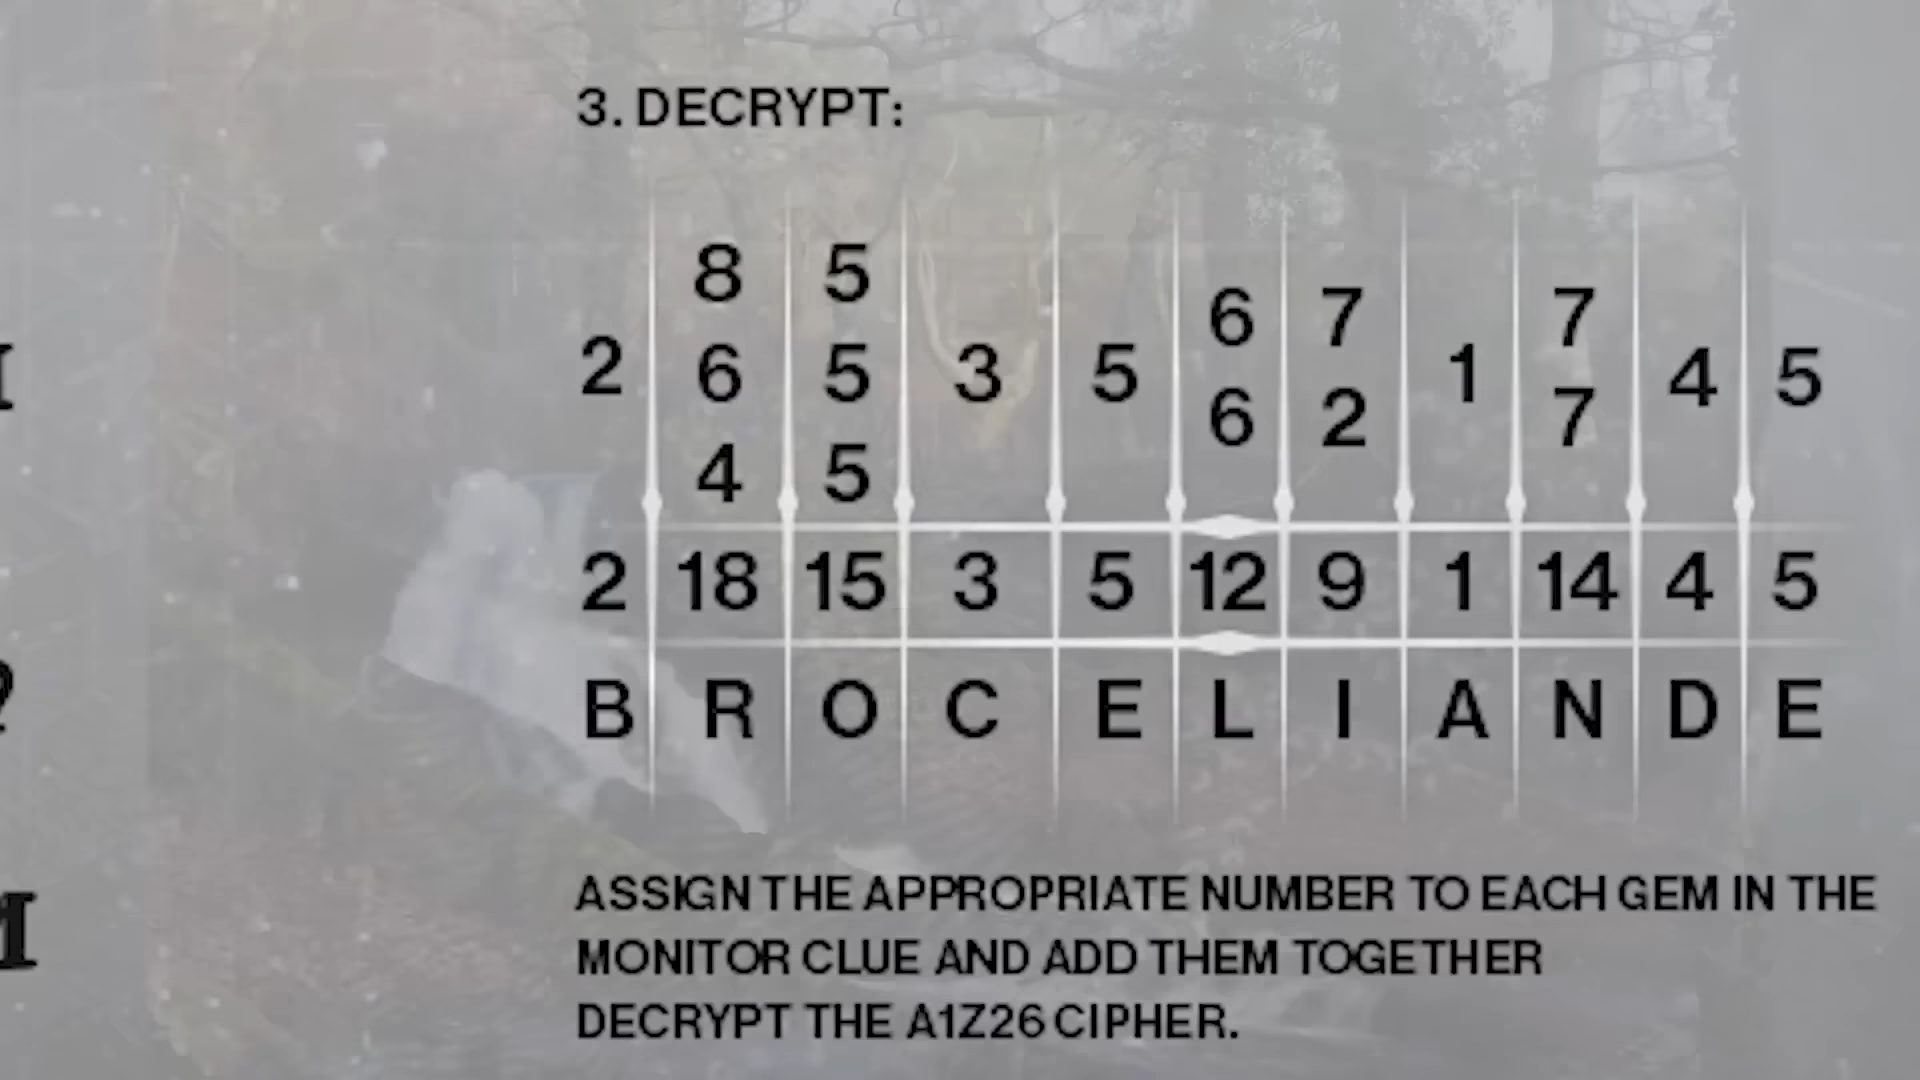 3. DECRYPT:
8 5
6 7 7
2 6 5 3 5 1 4 5
6 2 7
4 5
2 18 15 3 5 12 9 1 14 4 5
B R O C E L I A N D E
ASSIGN THE APPROPRIATE NUMBER TO EACH GEM IN THE
MONITOR CLUE AND ADD THEM TOGETHER
DECRYPT THE A1Z26 CIPHER.